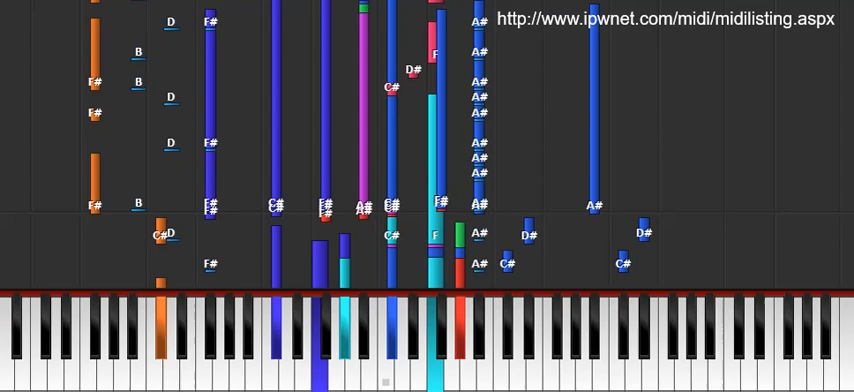 http://www.ipwnet.com/midi/midilisting.aspx
D F# A#
B A#
F
D#
F# B C# A#
D A#
F# A#
D F# A#
A#
A#
F# B F# C# F# A# C# F# A# A#
F# C# F# A# C#
C# D C# F A# D# D#
F# A# C# C#